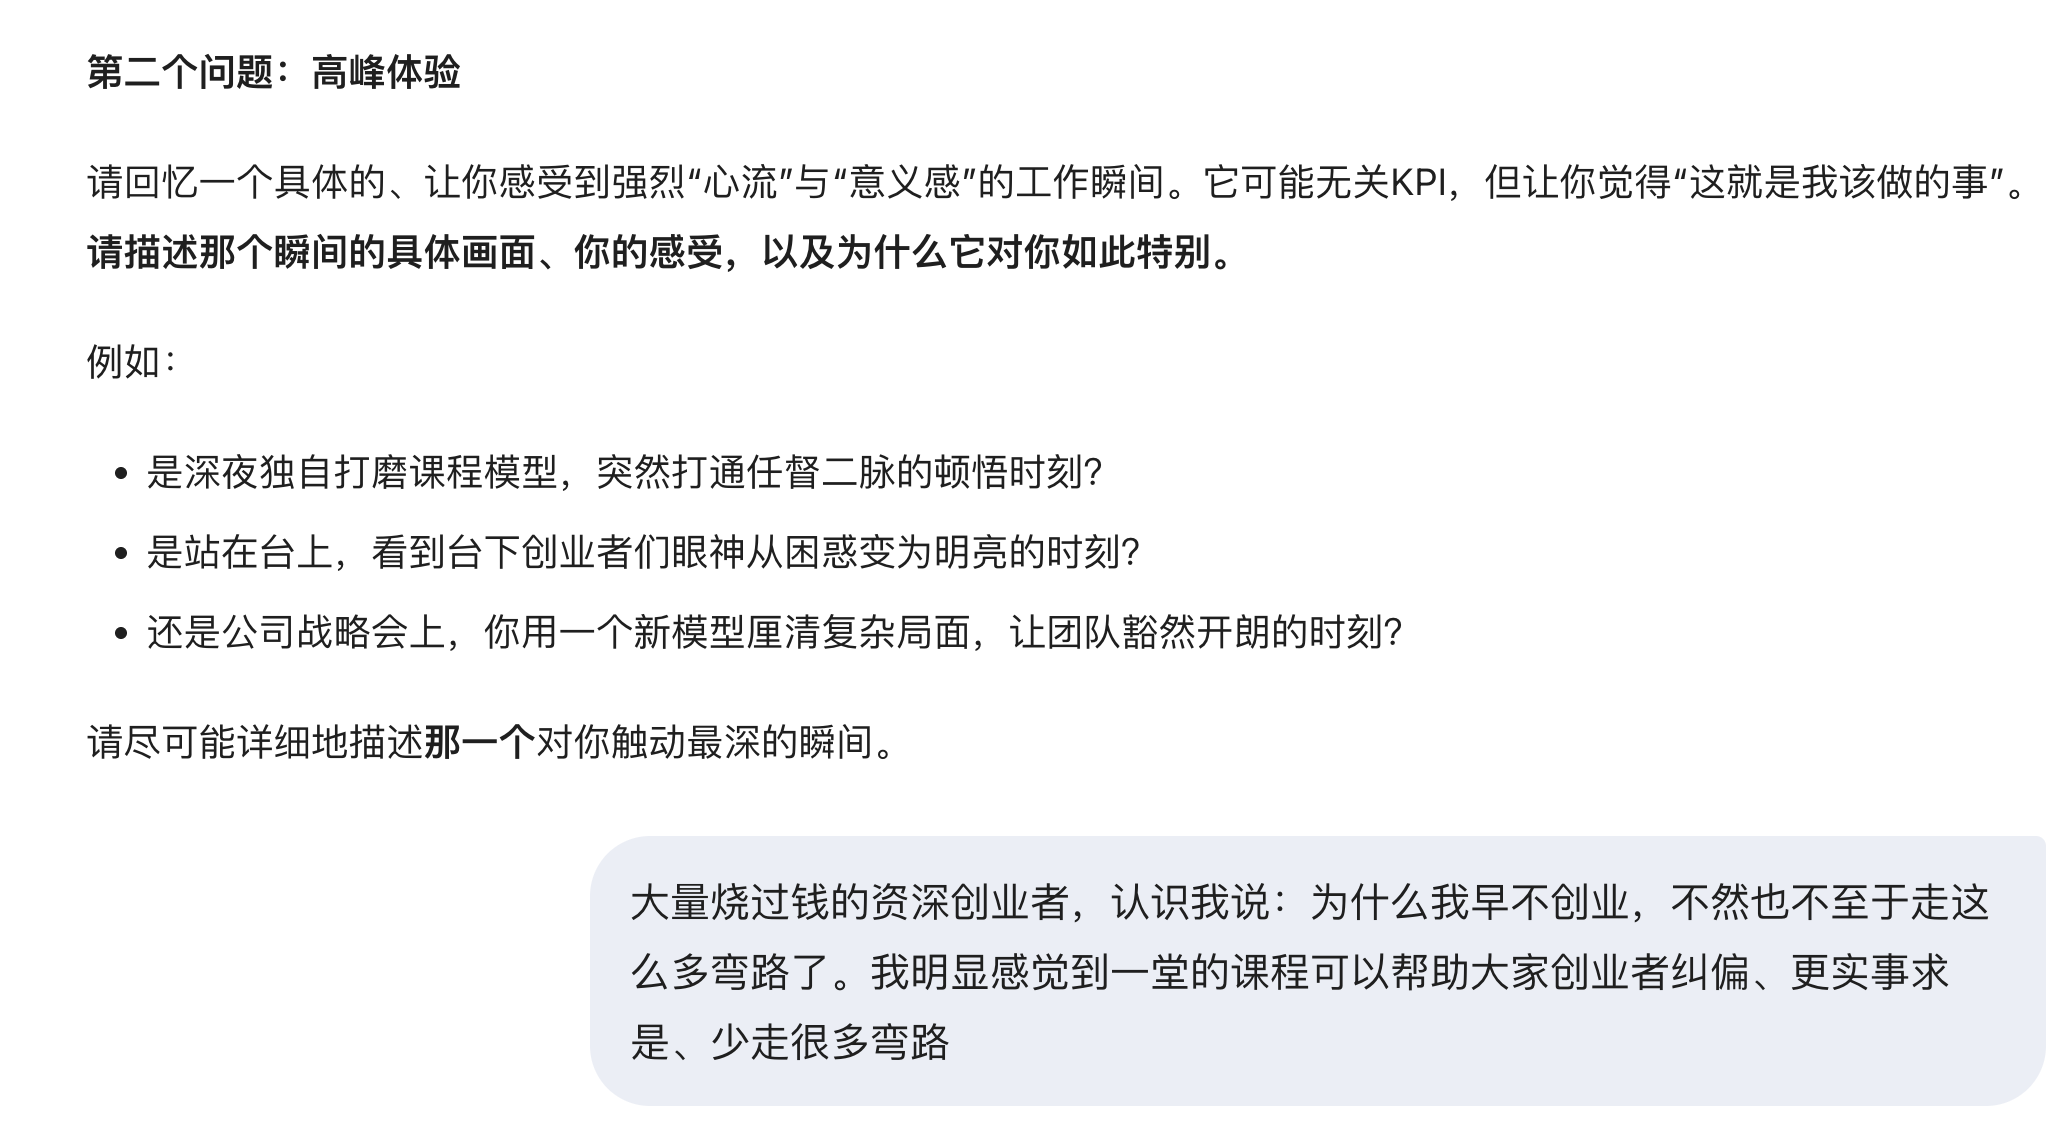 第二个问题：高峰体验
请回忆一个具体的、让你感受到强烈“心流”与“意义感”的工作瞬间。它可能无关KPI，但让你觉得“这就是我该做的事”。
请描述那个瞬间的具体画面、你的感受，以及为什么它对你如此特别。
例如：
• 是深夜独自打磨课程模型，突然打通任督二脉的顿悟时刻？
• 是站在台上，看到台下创业者们眼神从困惑变为明亮的时刻？
• 还是公司战略会上，你用一个新模型厘清复杂局面，让团队豁然开朗的时刻？
请尽可能详细地描述那一个对你触动最深的瞬间。
大量烧过钱的资深创业者，认识我说：为什么我早不创业，不然也不至于走这
么多弯路了。我明显感觉到一堂的课程可以帮助大家创业者纠偏、更实事求
是、少走很多弯路